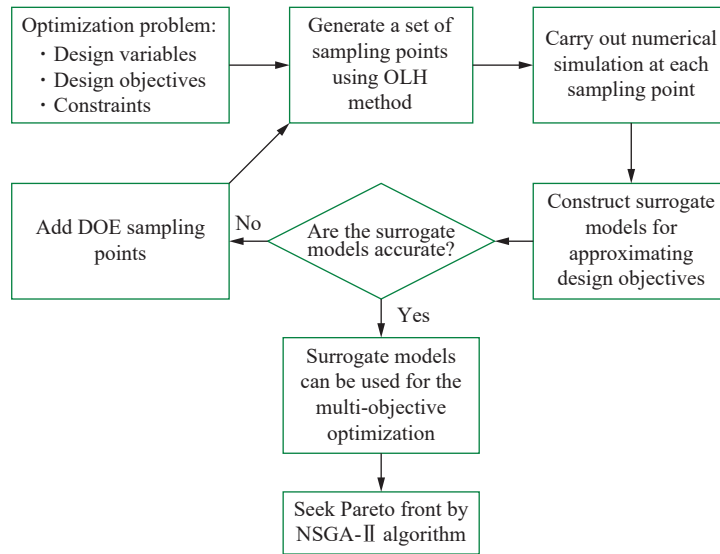 Optimization problem:
· Design variables
· Design objectives
· Constraints
Generate a set of
sampling points
using OLH
method
Carry out numerical
simulation at each
sampling point
Construct surrogate
models for
approximating
design objectives
Are the surrogate
models accurate?
No
Add DOE sampling
points
Yes
Surrogate models
can be used for the
multi-objective
optimization
Seek Pareto front by
NSGA-Ⅱ algorithm